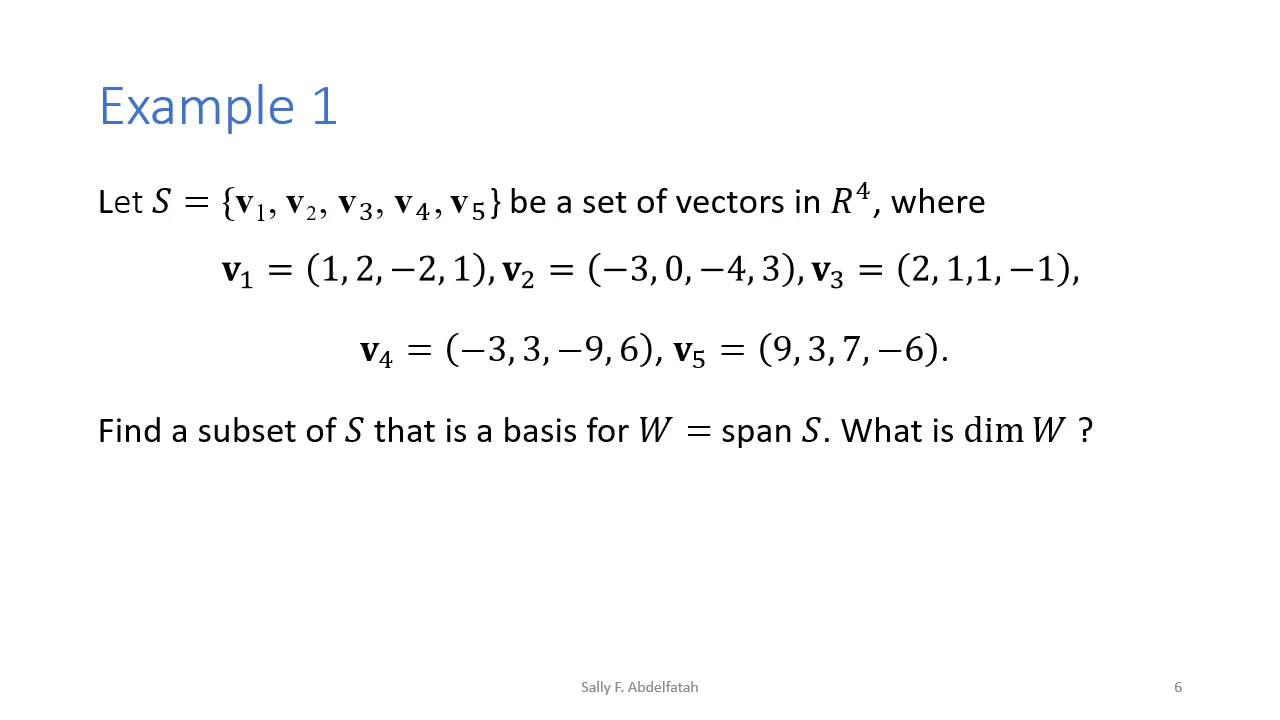 Example 1
Let 𝑆 = {𝐯₁, 𝐯₂, 𝐯₃, 𝐯₄, 𝐯₅} be a set of vectors in 𝑅⁴, where
𝐯₁ = (1, 2, −2, 1), 𝐯₂ = (−3, 0, −4, 3), 𝐯₃ = (2, 1,1, −1),
𝐯₄ = (−3, 3, −9, 6), 𝐯₅ = (9, 3, 7, −6).
Find a subset of 𝑆 that is a basis for 𝑊 = span 𝑆. What is dim 𝑊 ?
Sally F. Abdelfatah
6